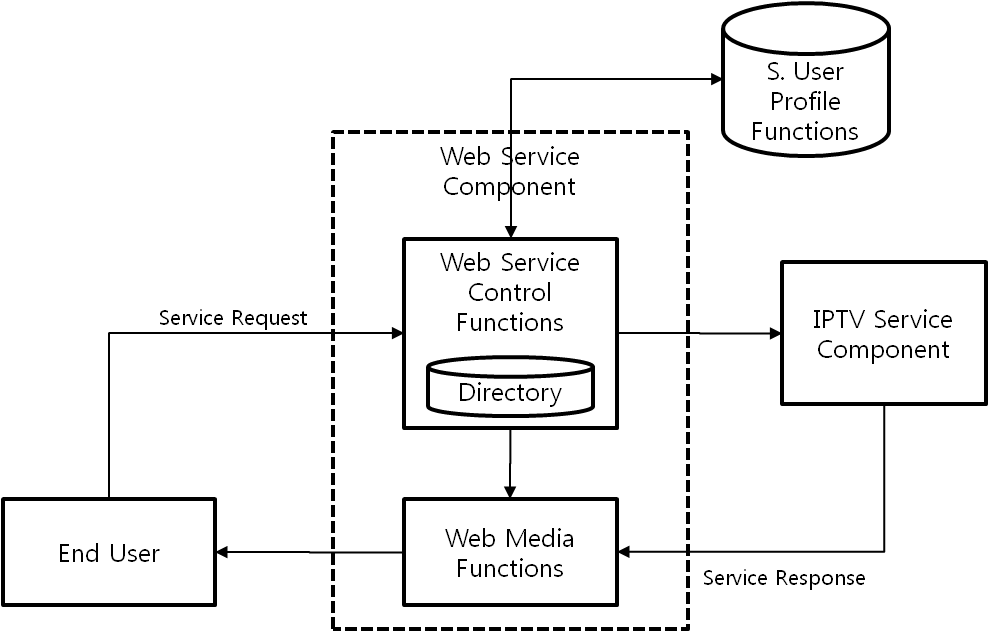 S. User
Profile
Functions
Web Service
Component
Web Service
Control
Functions
Directory
Service Request
IPTV Service
Component
End User
Web Media
Functions
Service Response